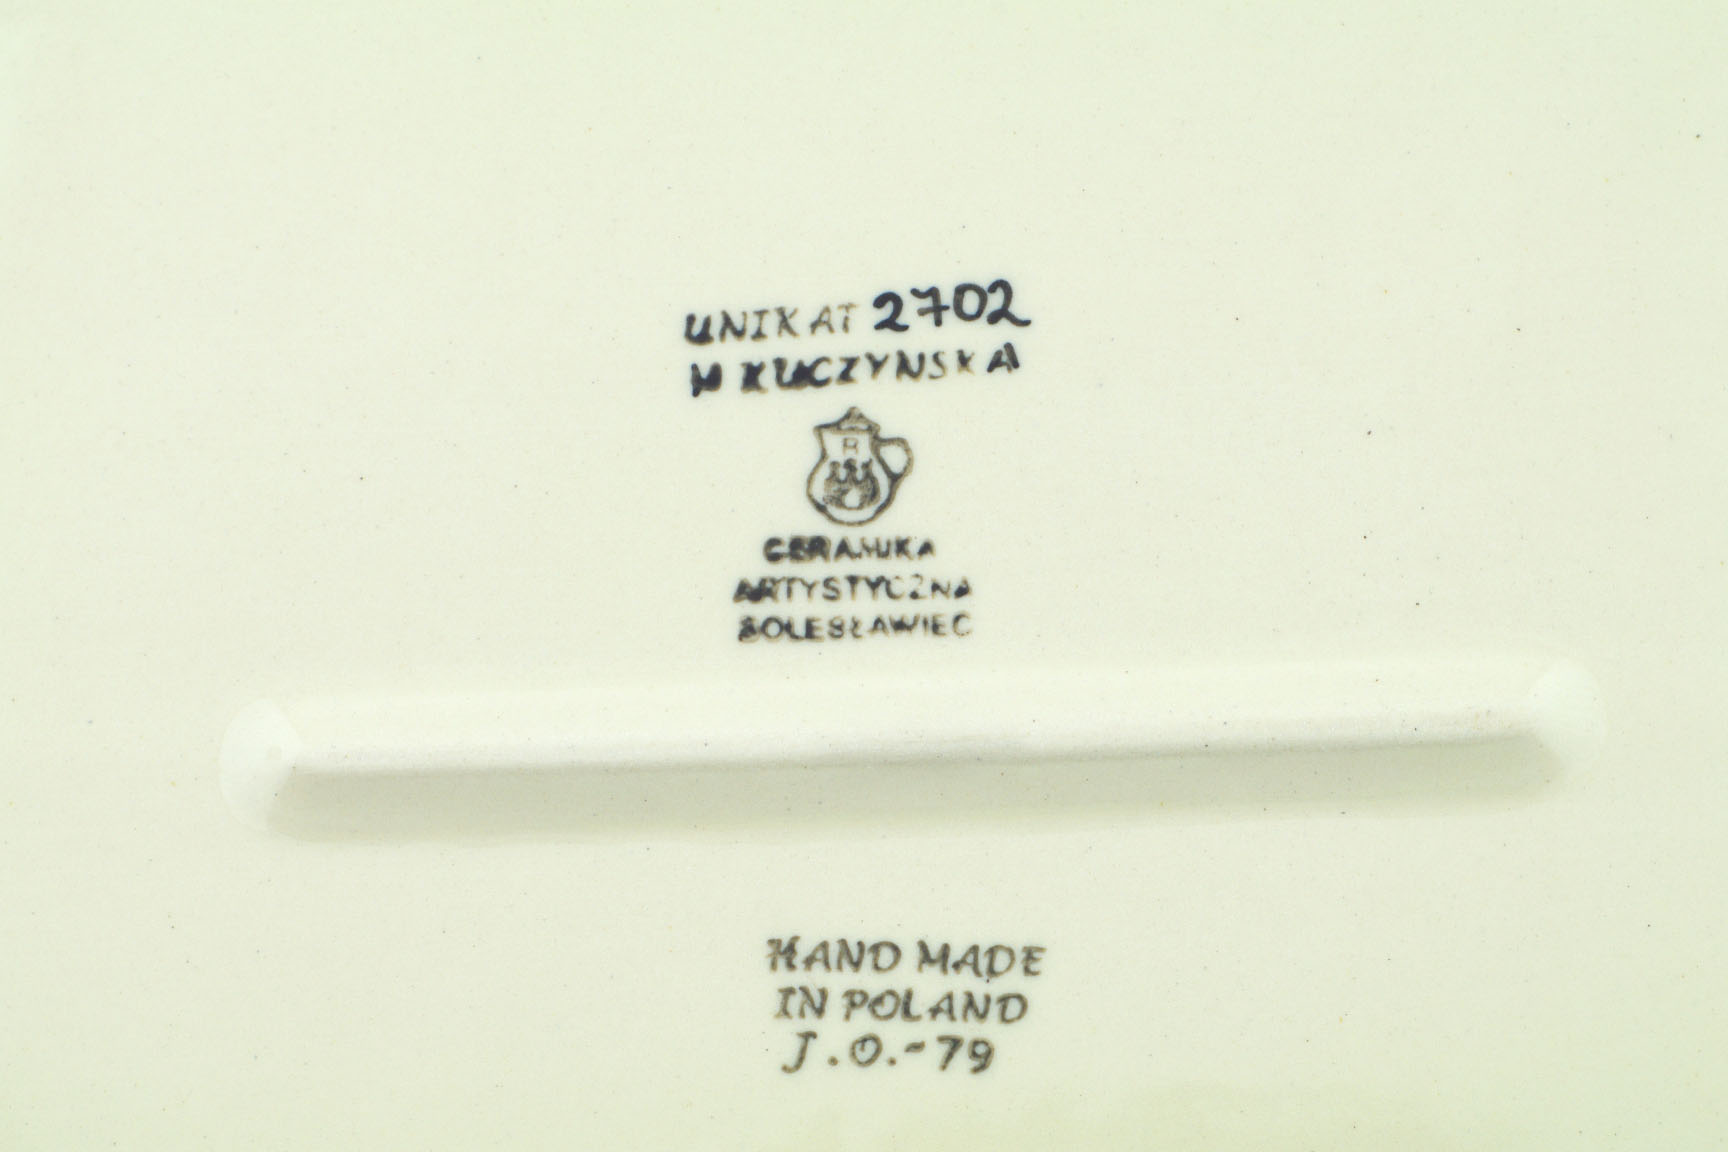 UNIKAT 2702
M KUCZYNSKA
R
CERAMIKA
ARTYSTYCZNA
BOLESŁAWIEC
HAND MADE
IN POLAND
J.O.-79